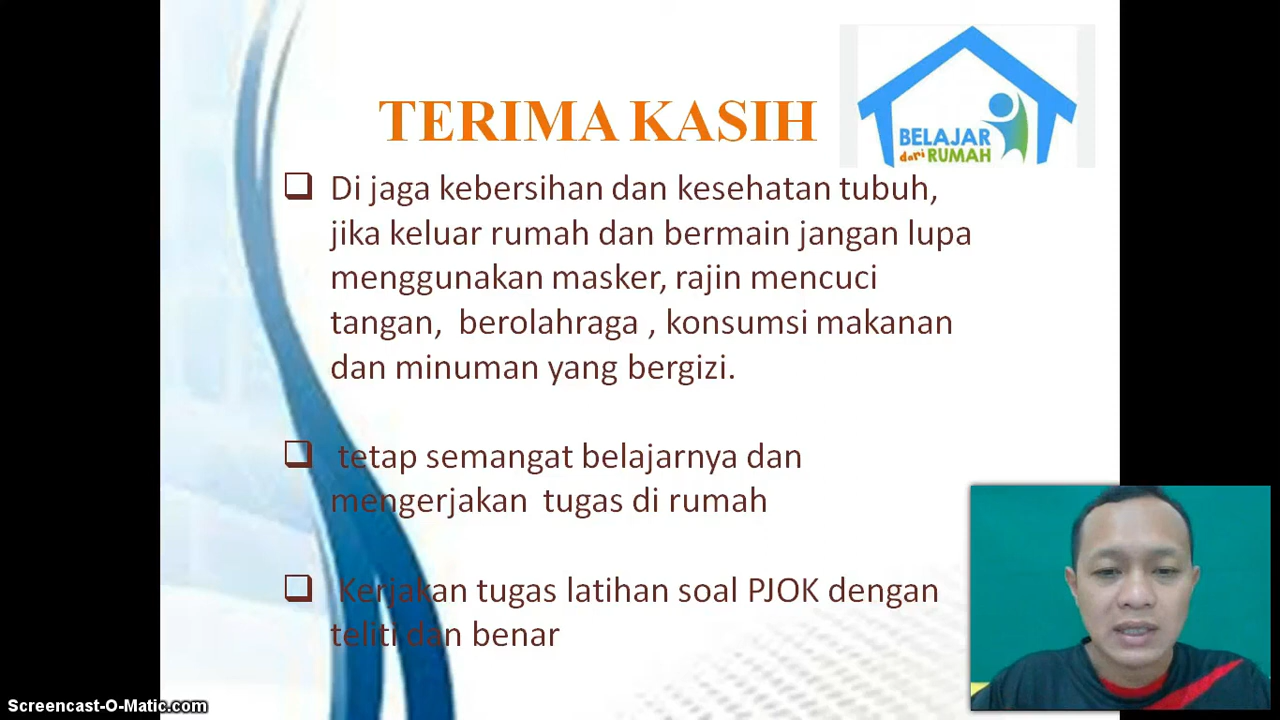 TERIMA KASIH
BELAJAR
dari RUMAH
Di jaga kebersihan dan kesehatan tubuh,
jika keluar rumah dan bermain jangan lupa
menggunakan masker, rajin mencuci
tangan, berolahraga , konsumsi makanan
dan minuman yang bergizi.
tetap semangat belajarnya dan
mengerjakan tugas di rumah
Kerjakan tugas latihan soal PJOK dengan
teliti dan benar
Screencast-O-Matic.com